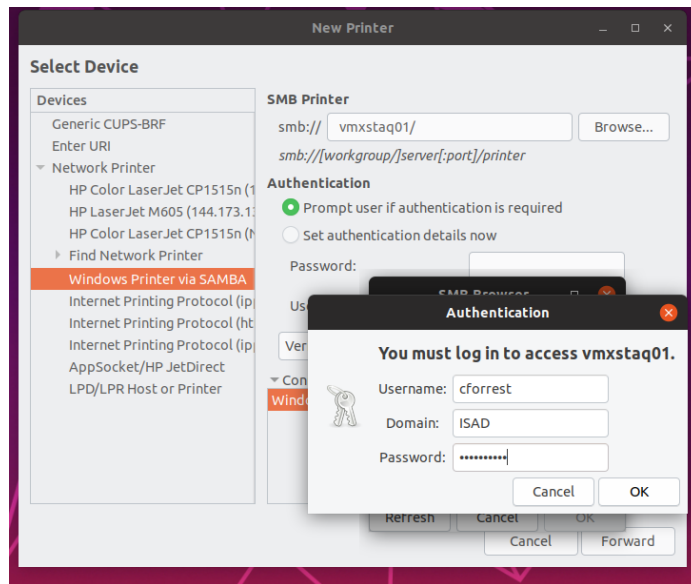 New Printer
Select Device
Devices
Generic CUPS-BRF
Enter URI
Network Printer
HP Color LaserJet CP1515n (1
HP LaserJet M605 (144.173.1
HP Color LaserJet CP1515n (
Find Network Printer
Windows Printer via SAMBA
Internet Printing Protocol (ip
Internet Printing Protocol (ht
Internet Printing Protocol (ip
AppSocket/HP JetDirect
LPD/LPR Host or Printer
SMB Printer
smb:// vmxstaq01/ Browse...
smb://[workgroup/]server[:port]/printer
Authentication
Prompt user if authentication is required
Set authentication details now
Password:
Us
Ver
Con
Windo
SMB Browser
Authentication
You must log in to access vmxstaq01.
Username: cforrest
Domain: ISAD
Password: ••••••••••
Cancel OK
Refresh Cancel OK
Cancel Forward